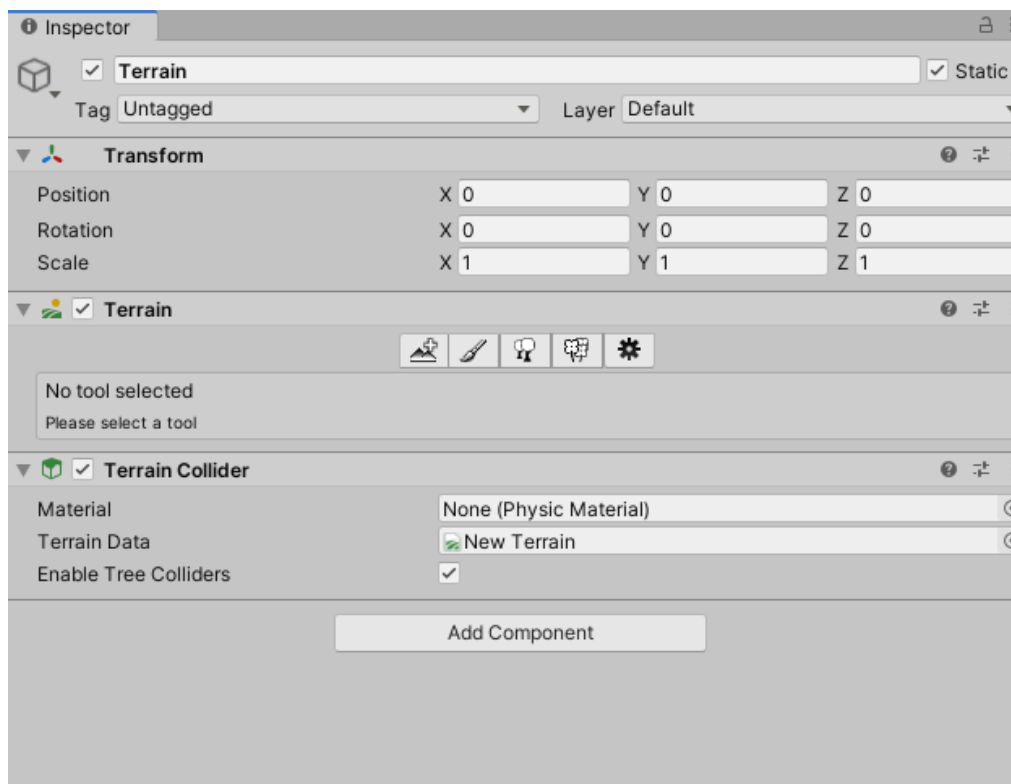 Inspector
Terrain Static
Tag Untagged Layer Default
Transform
Position X 0 Y 0 Z 0
Rotation X 0 Y 0 Z 0
Scale X 1 Y 1 Z 1
Terrain
No tool selected
Please select a tool
Terrain Collider
Material None (Physic Material)
Terrain Data New Terrain
Enable Tree Colliders
Add Component